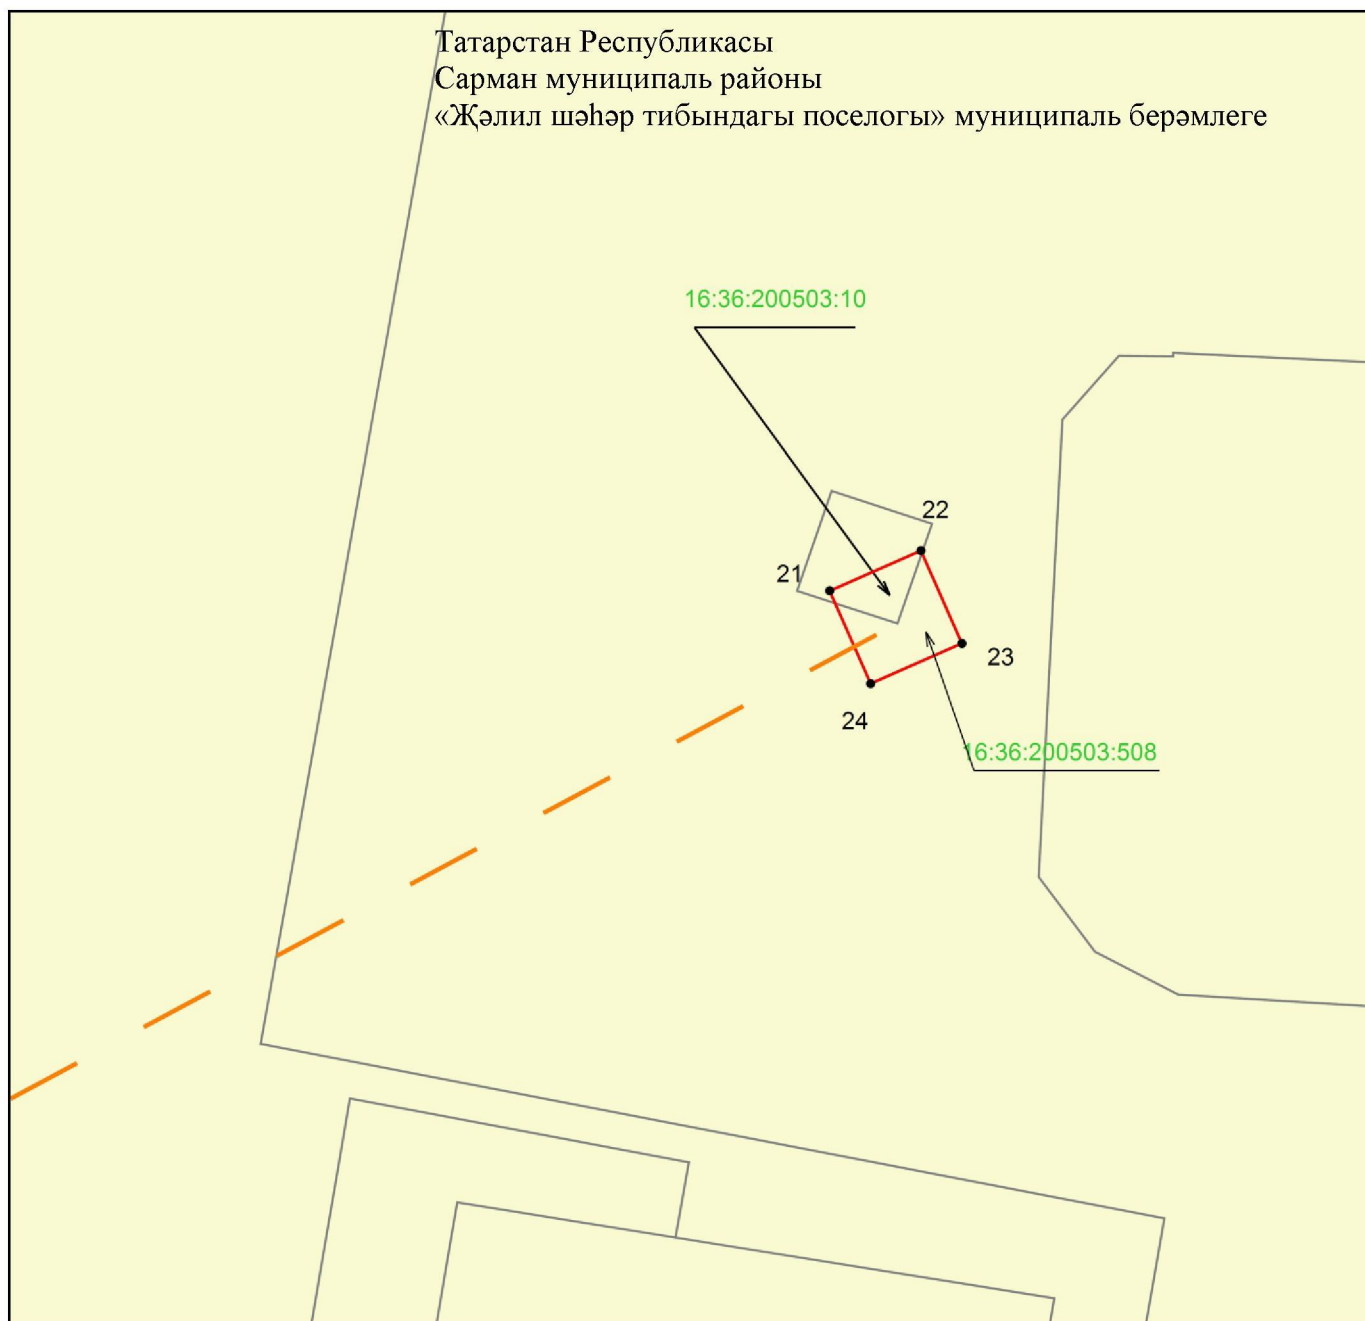 Татарстан Республикасы
Сарман муниципаль районы
«Җәлил шәһәр тибындагы поселогы» муниципаль берәмлеге
16:36:200503:10
22
21
23
24
16:36:200503:508